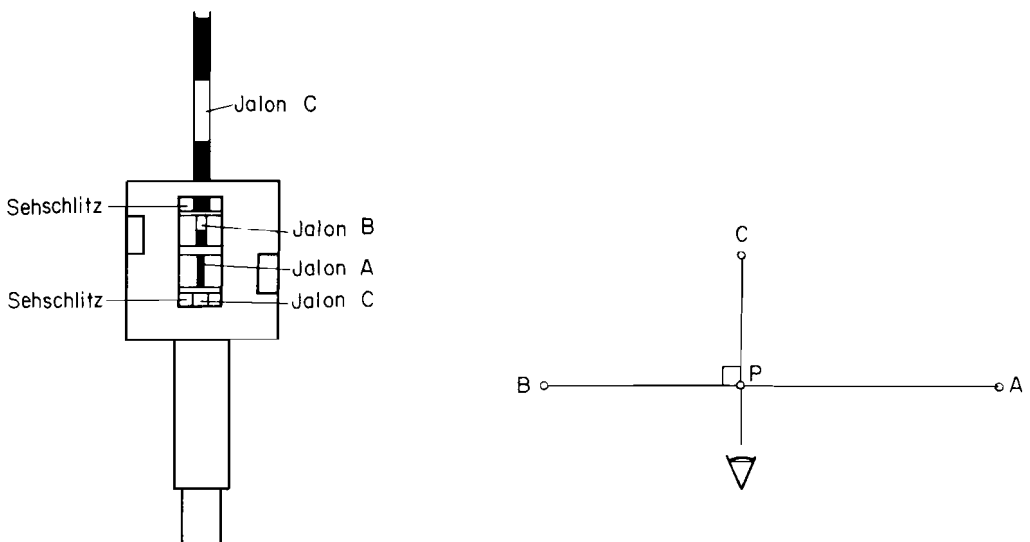 Jalon C
Sehschlitz
Jalon B
Jalon A
Sehschlitz
Jalon C
C
B
P
A